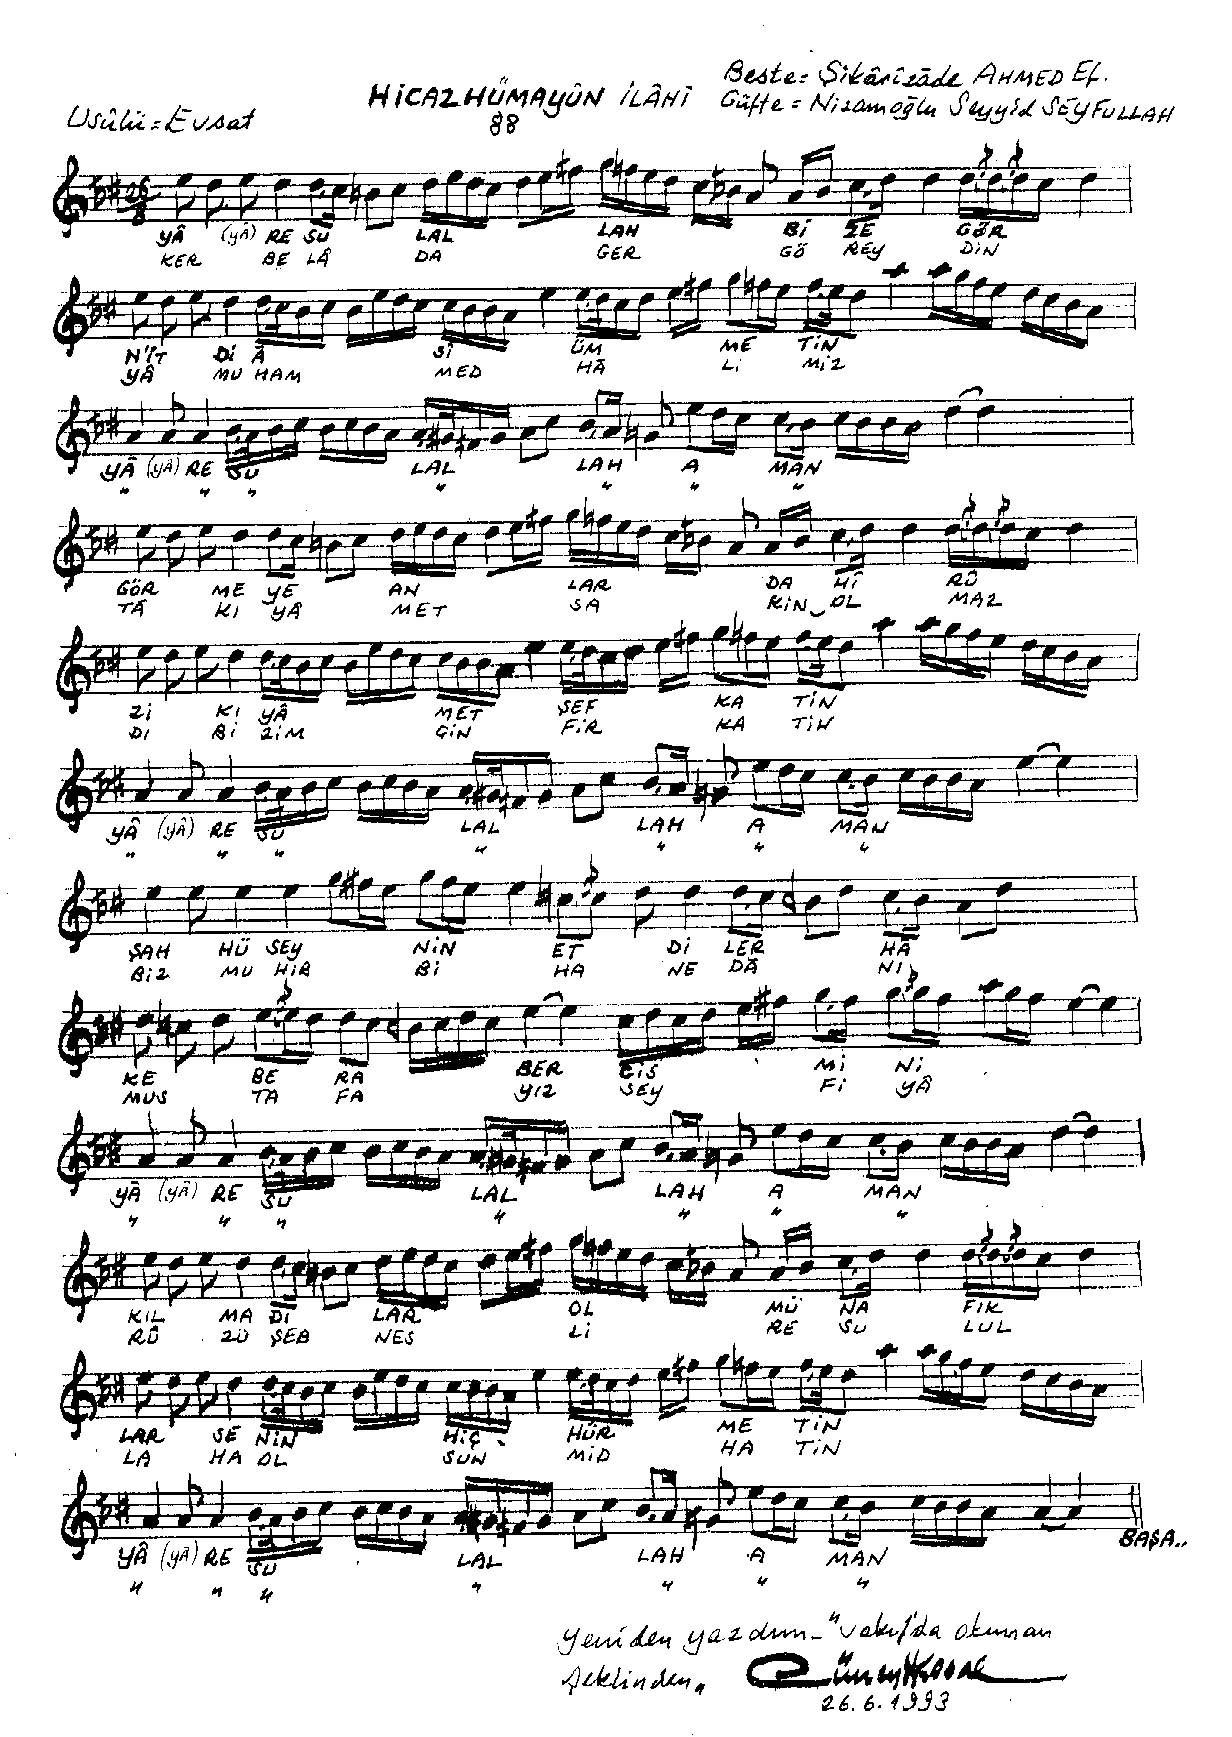 Beste = Şikârîzâde AHMED Ef.
HİCAZHÜMAYÛN İLÂHİ
Güfte = Nizamoğlu Seyyid SEYFULLAH
Usûlü = Evsat
88
26
8
YÂ (YÂ) RE SU LAL LAH BI ZE GÖR
KER BE LÂ DA GER GÖ REY DİN
N'İT Dİ Â Sİ ÜM ME TİN
YÂ MU HAM MED HÂ Lİ MİZ
YÂ (YÂ) RE SU LAL LAH A MAN
" " " " " " "
GÖR ME YE AN LAR DA HÎ RÛ
TÂ KI YÂ MET SA KİN OL MAZ
Zİ KI YÂ MET ŞEF KA TİN
DI Bİ ZİM GİN FİR KA TİN
YÂ (YÂ) RE SU LAL LAH A MAN
" " " " " " "
ŞAH HÜ SEY NİN ET Dİ LER HÂ
BİZ MU HİB Bİ HA NE DÂ NI
KE BE RA BER CİS Mİ Nİ
MUS TA FA YIZ SEY Fİ YÂ
YÂ (YÂ) RE SU LAL LAH A MAN
" " " " " " "
KIL MA DI LAR OL MÜ NA FIK
RÛ ZÜ ŞEB NES Lİ RE SU LUL
LAR SE NİN HİÇ HÜR ME TİN
LA HA OL SUN MİD HA TİN
YÂ (YÂ) RE SU LAL LAH A MAN
BAŞA..
" " " " " " "
Yeniden yazdım - "Vakıf'da okunan
şeklinden"
26.6.1993